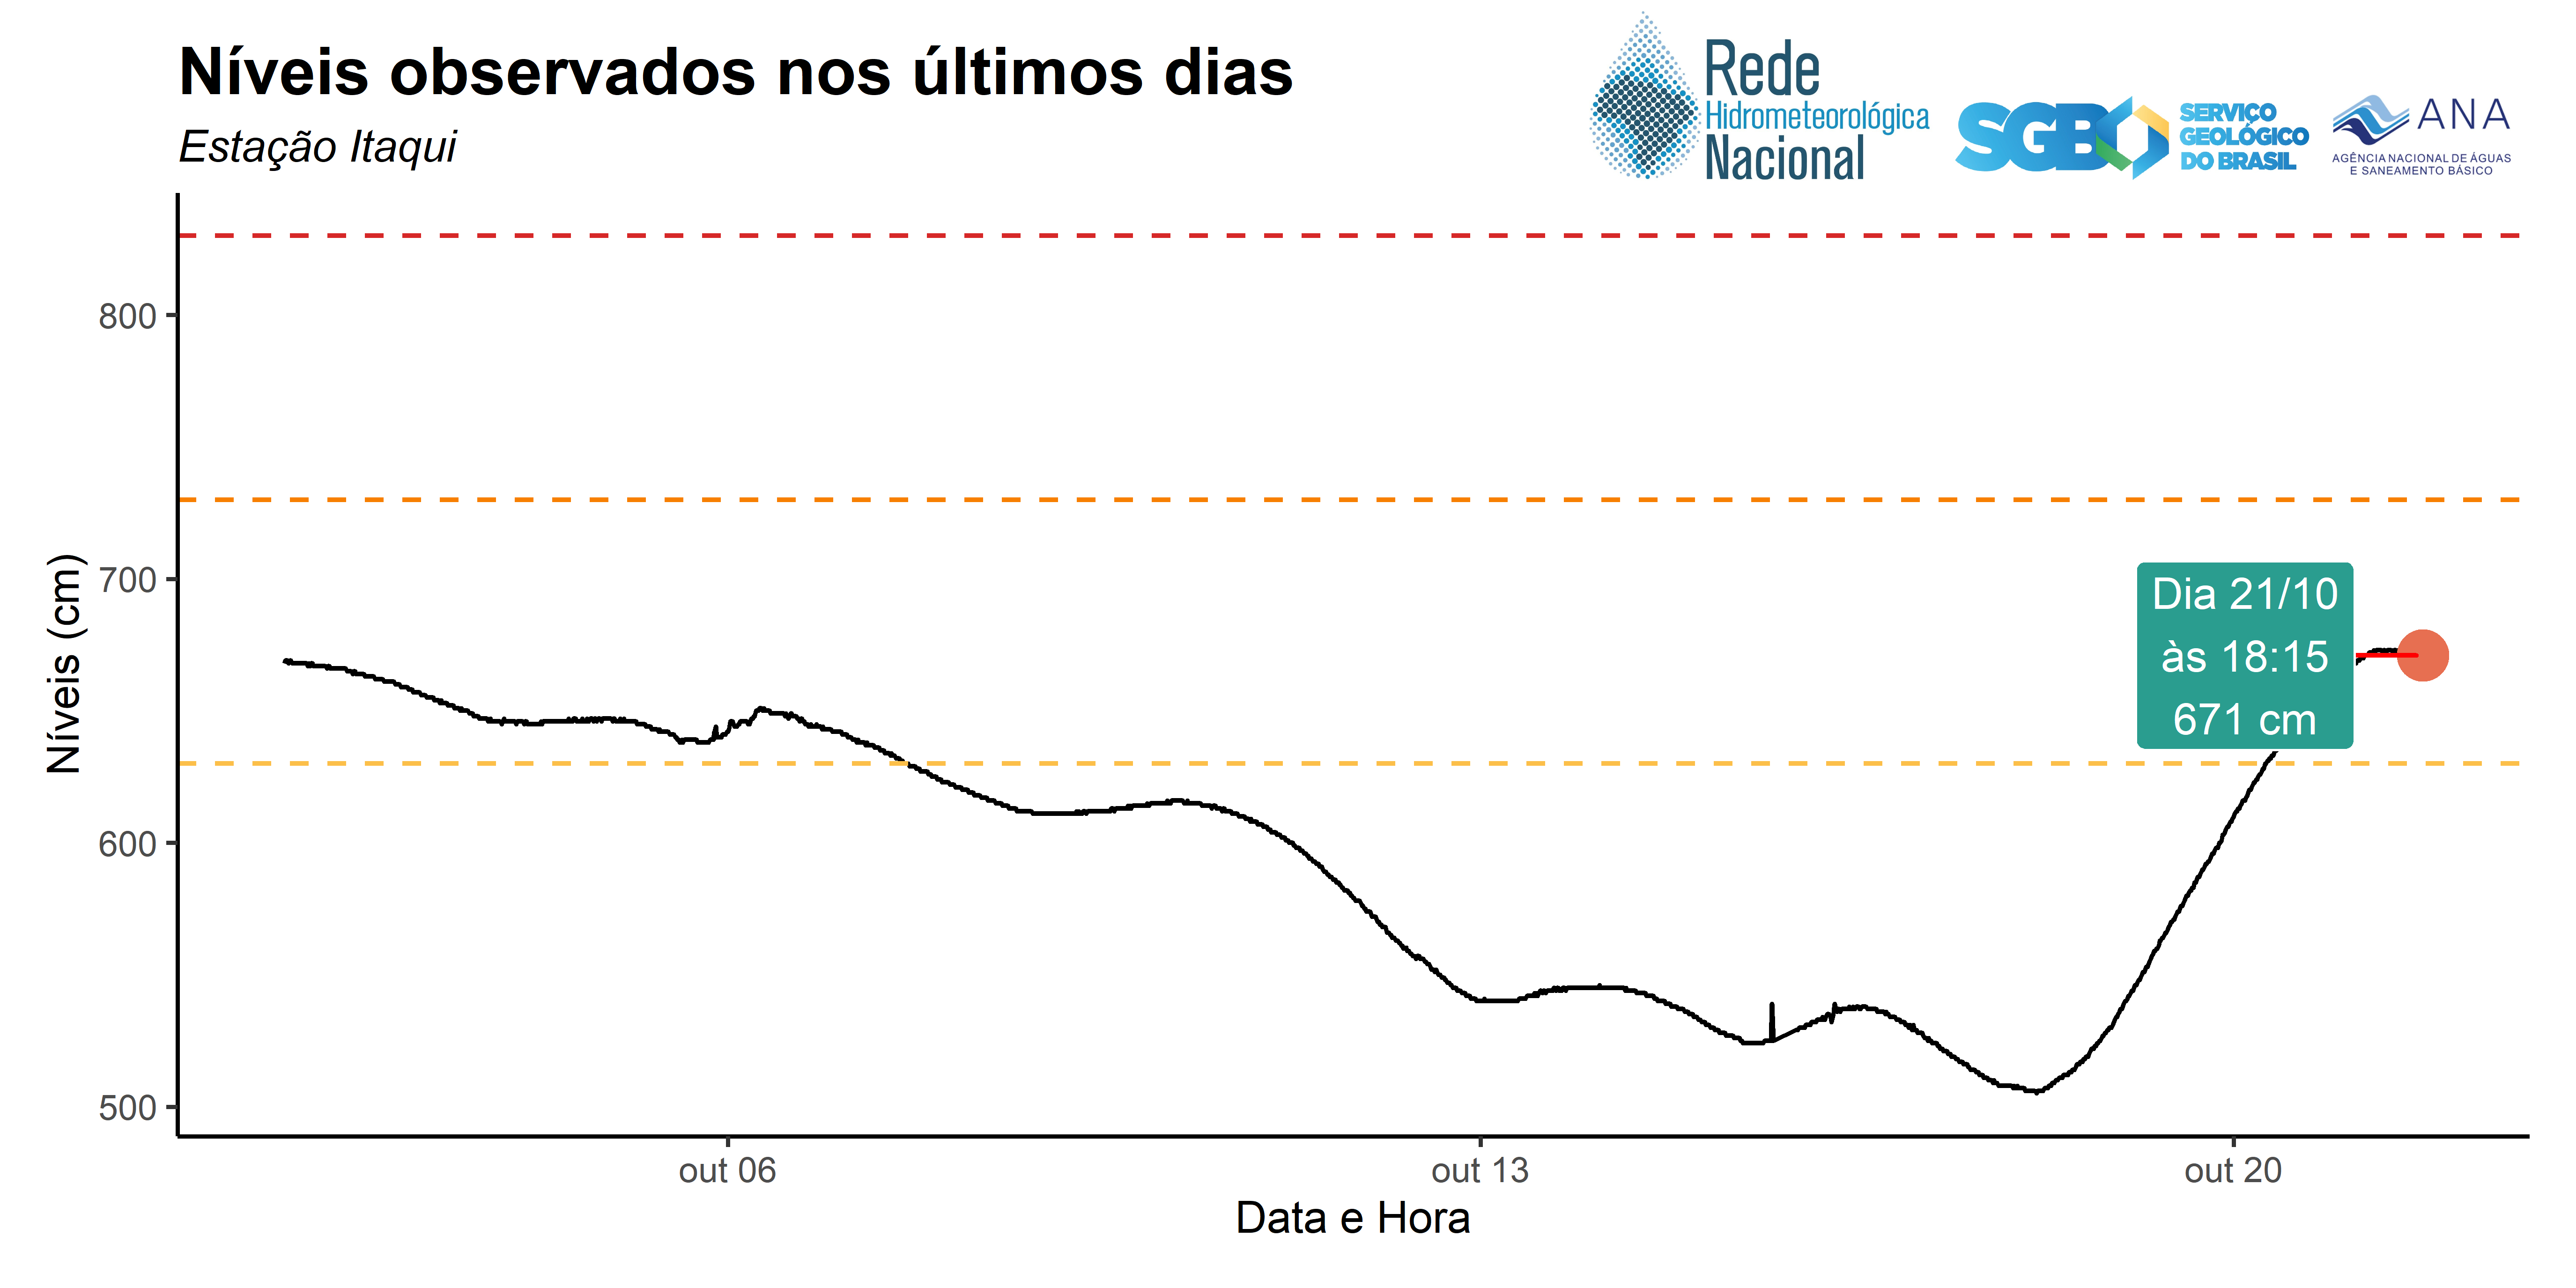 Níveis observados nos últimos dias
Estação Itaqui
Rede
Hidrometeorológica
Nacional
SGB
SERVIÇO
GEOLÓGICO
DO BRASIL
ANA
AGÊNCIA NACIONAL DE ÁGUAS
E SANEAMENTO BÁSICO
Níveis (cm)
800
700
600
500
Dia 21/10
às 18:15
671 cm
out 06
out 13
out 20
Data e Hora